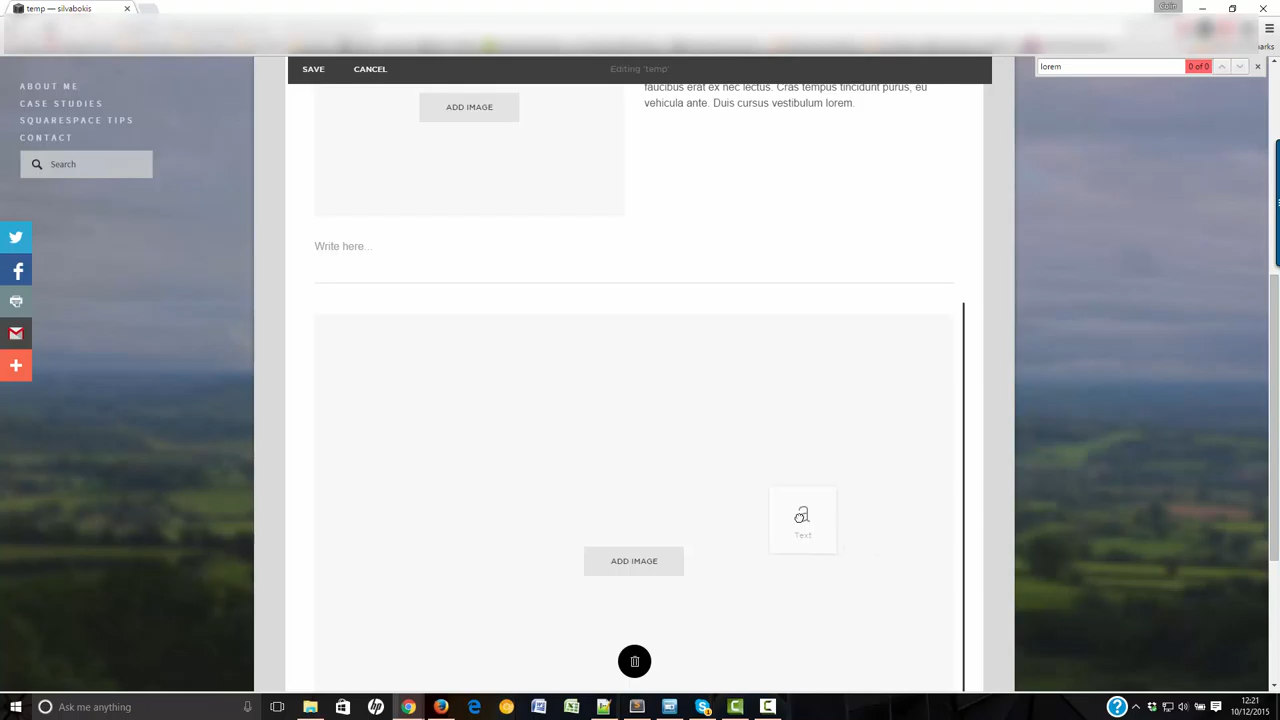 temp — silvabokis
Colin
arks
SAVE
CANCEL
Editing 'temp'
lorem
0 of 0
ABOUT ME
CASE STUDIES
SQUARESPACE TIPS
CONTACT
Search
ADD IMAGE
faucibus erat ex nec lectus. Cras tempus tincidunt purus, eu
vehicula ante. Duis cursus vestibulum lorem.
Write here...
a
Text
ADD IMAGE
Ask me anything
12:21
10/12/2015